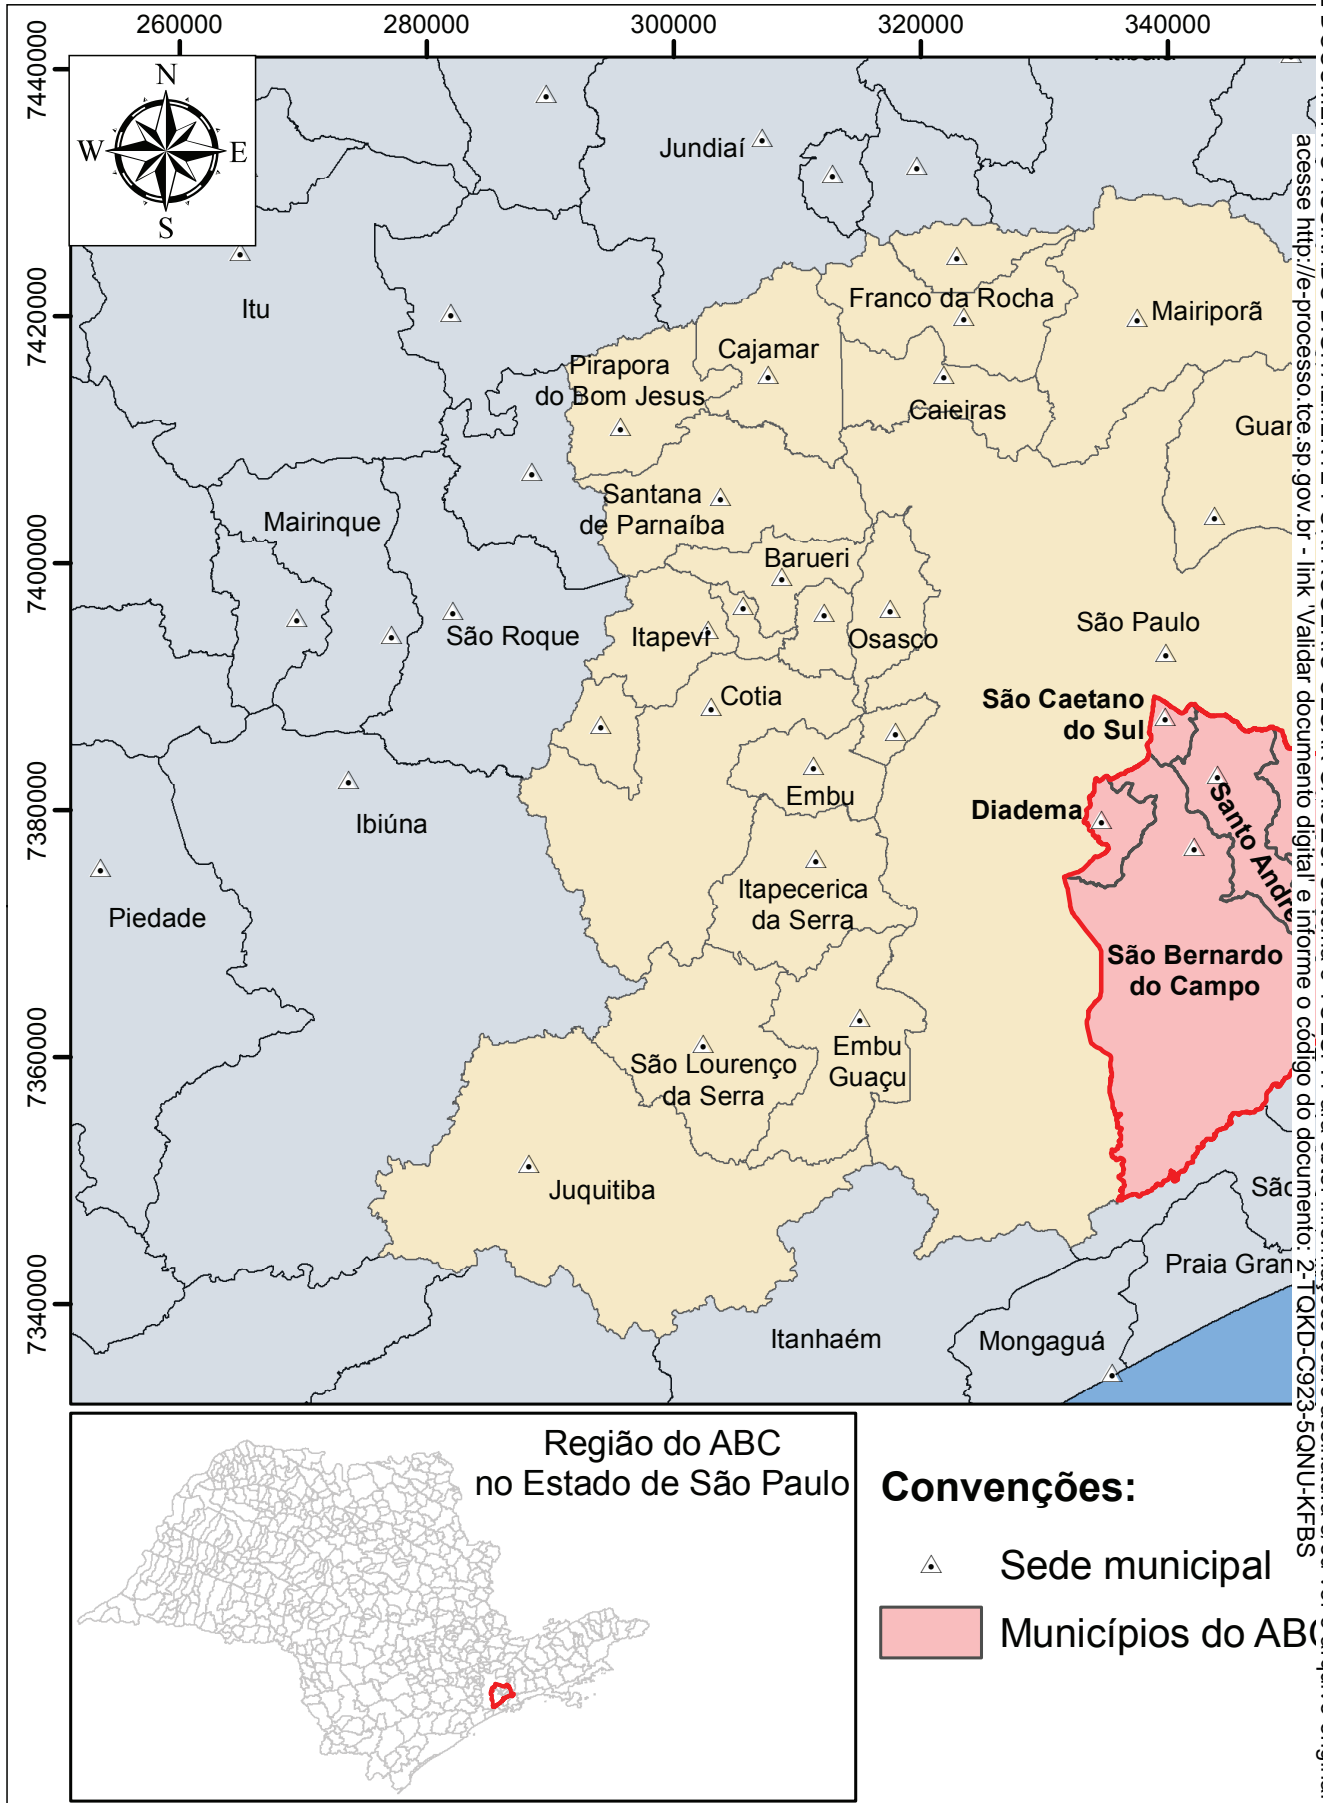 260000
280000
300000
320000
340000
7440000
7420000
7400000
7380000
7360000
7340000
N
W
E
S
Jundiaí
Itu
Franco da Rocha
Mairiporã
Cajamar
Pirapora
do Bom Jesus
Caieiras
Guar
Santana
de Parnaíba
Mairinque
Barueri
São Roque
Itapevi
Osasco
São Paulo
Cotia
São Caetano
do Sul
Embu
Diadema
Santo André
Ibiúna
Itapecerica
da Serra
Piedade
São Bernardo
do Campo
Embu
Guaçu
São Lourenço
da Serra
Juquitiba
São
Praia Gran
Itanhaém
Mongaguá
Região do ABC
no Estado de São Paulo
Convenções:
Sede municipal
Municípios do ABC
acesse http://e-processo.tce.sp.gov.br - link 'Validar documento digital' e informe o código do documento: 2-TQKD-C923-5QNU-KFBS